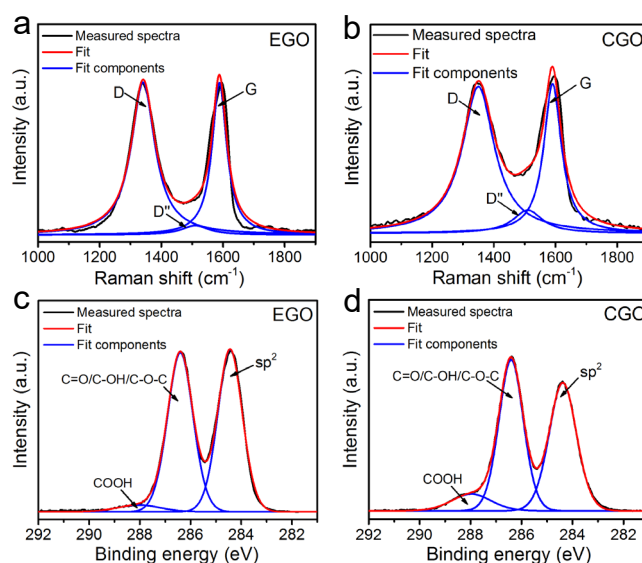 a
EGO
Measured spectra
Fit
Fit components
D
G
D"
Intensity (a.u.)
1000 1200 1400 1600 1800
Raman shift (cm⁻¹)
b
CGO
Measured spectra
Fit
Fit components
D
G
D"
Intensity (a.u.)
1000 1200 1400 1600 1800
Raman shift (cm⁻¹)
c
EGO
Measured spectra
Fit
Fit components
C=O/C-OH/C-O-C
sp²
COOH
Intensity (a.u.)
292 290 288 286 284 282
Binding energy (eV)
d
CGO
Measured spectra
Fit
Fit components
C=O/C-OH/C-O-C
sp²
COOH
Intensity (a.u.)
292 290 288 286 284 282
Binding energy (eV)